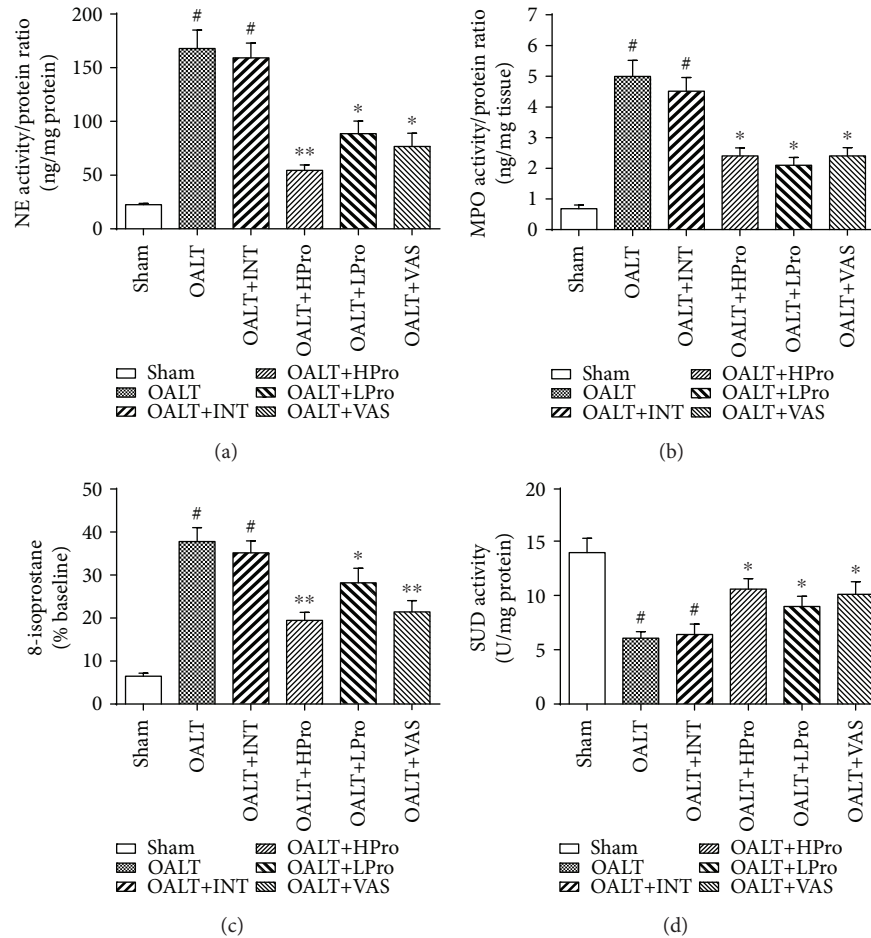 NE activity/protein ratio
(ng/mg protein)
200
150
100
50
0
#
#
**
*
*
Sham
OALT
OALT+INT
OALT+HPro
OALT+LPro
OALT+VAS
Sham
OALT
OALT+INT
OALT+HPro
OALT+LPro
OALT+VAS
(a)
MPO activity/protein ratio
(ng/mg tissue)
7
6
5
4
3
2
1
0
#
#
*
*
*
Sham
OALT
OALT+INT
OALT+HPro
OALT+LPro
OALT+VAS
Sham
OALT
OALT+INT
OALT+HPro
OALT+LPro
OALT+VAS
(b)
8-isoprostane
(% baseline)
50
40
30
20
10
0
#
#
**
*
**
Sham
OALT
OALT+INT
OALT+HPro
OALT+LPro
OALT+VAS
Sham
OALT
OALT+INT
OALT+HPro
OALT+LPro
OALT+VAS
(c)
SUD activity
(U/mg protein)
20
15
10
5
0
#
#
*
*
*
Sham
OALT
OALT+INT
OALT+HPro
OALT+LPro
OALT+VAS
Sham
OALT
OALT+INT
OALT+HPro
OALT+LPro
OALT+VAS
(d)